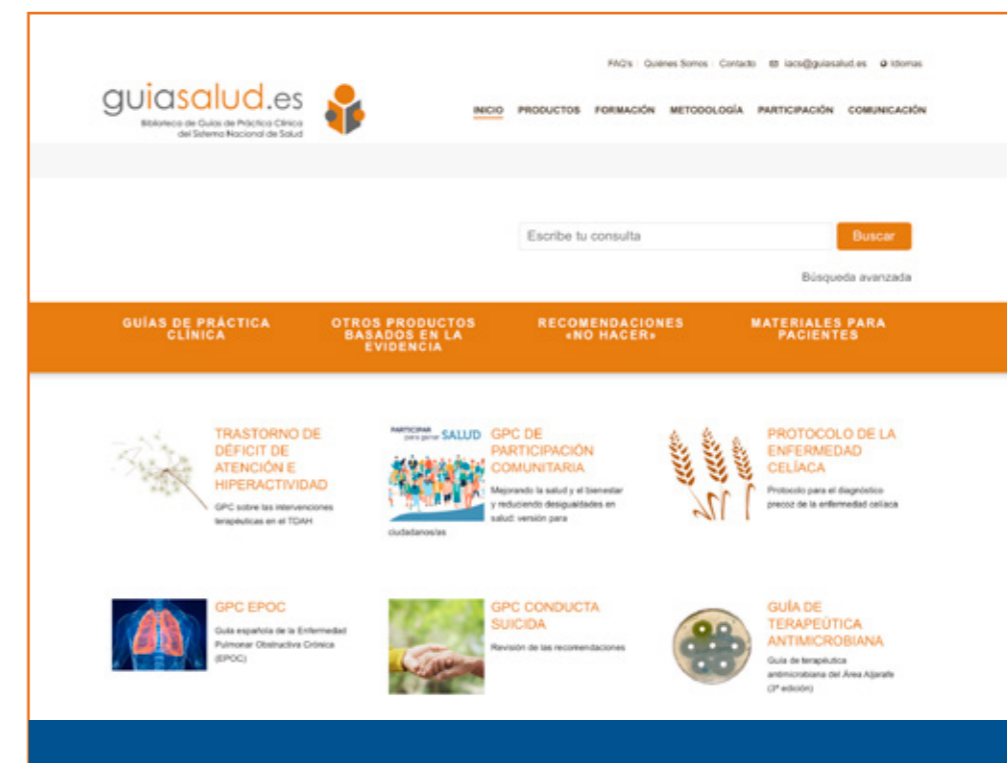 FAQ's Quienes Somos Contacto iacs@guiasalud.es Idiomas
guiasalud.es
Biblioteca de Guías de Práctica Clínica
del Sistema Nacional de Salud
INICIO PRODUCTOS FORMACIÓN METODOLOGÍA PARTICIPACIÓN COMUNICACIÓN
Escribe tu consulta
Buscar
Búsqueda avanzada
GUÍAS DE PRÁCTICA
CLÍNICA
OTROS PRODUCTOS
BASADOS EN LA
EVIDENCIA
RECOMENDACIONES
«NO HACER»
MATERIALES PARA
PACIENTES
TRASTORNO DE
DÉFICIT DE
ATENCIÓN E
HIPERACTIVIDAD
GPC sobre las intervenciones
terapéuticas en el TDAH
PARTICIPAR
para ganar SALUD
GPC DE
PARTICIPACIÓN
COMUNITARIA
Mejorando la salud y el bienestar
y reduciendo desigualdades en
salud: versión para
ciudadanos/as
PROTOCOLO DE LA
ENFERMEDAD
CELÍACA
Protocolo para el diagnóstico
precoz de la enfermedad celíaca
GPC EPOC
Guía española de la Enfermedad
Pulmonar Obstructiva Crónica
(EPOC)
GPC CONDUCTA
SUICIDA
Revisión de las recomendaciones
GUÍA DE
TERAPEÚTICA
ANTIMICROBIANA
Guía de terapéutica
antimicrobiana del Área Aljarafe
(3ª edición)